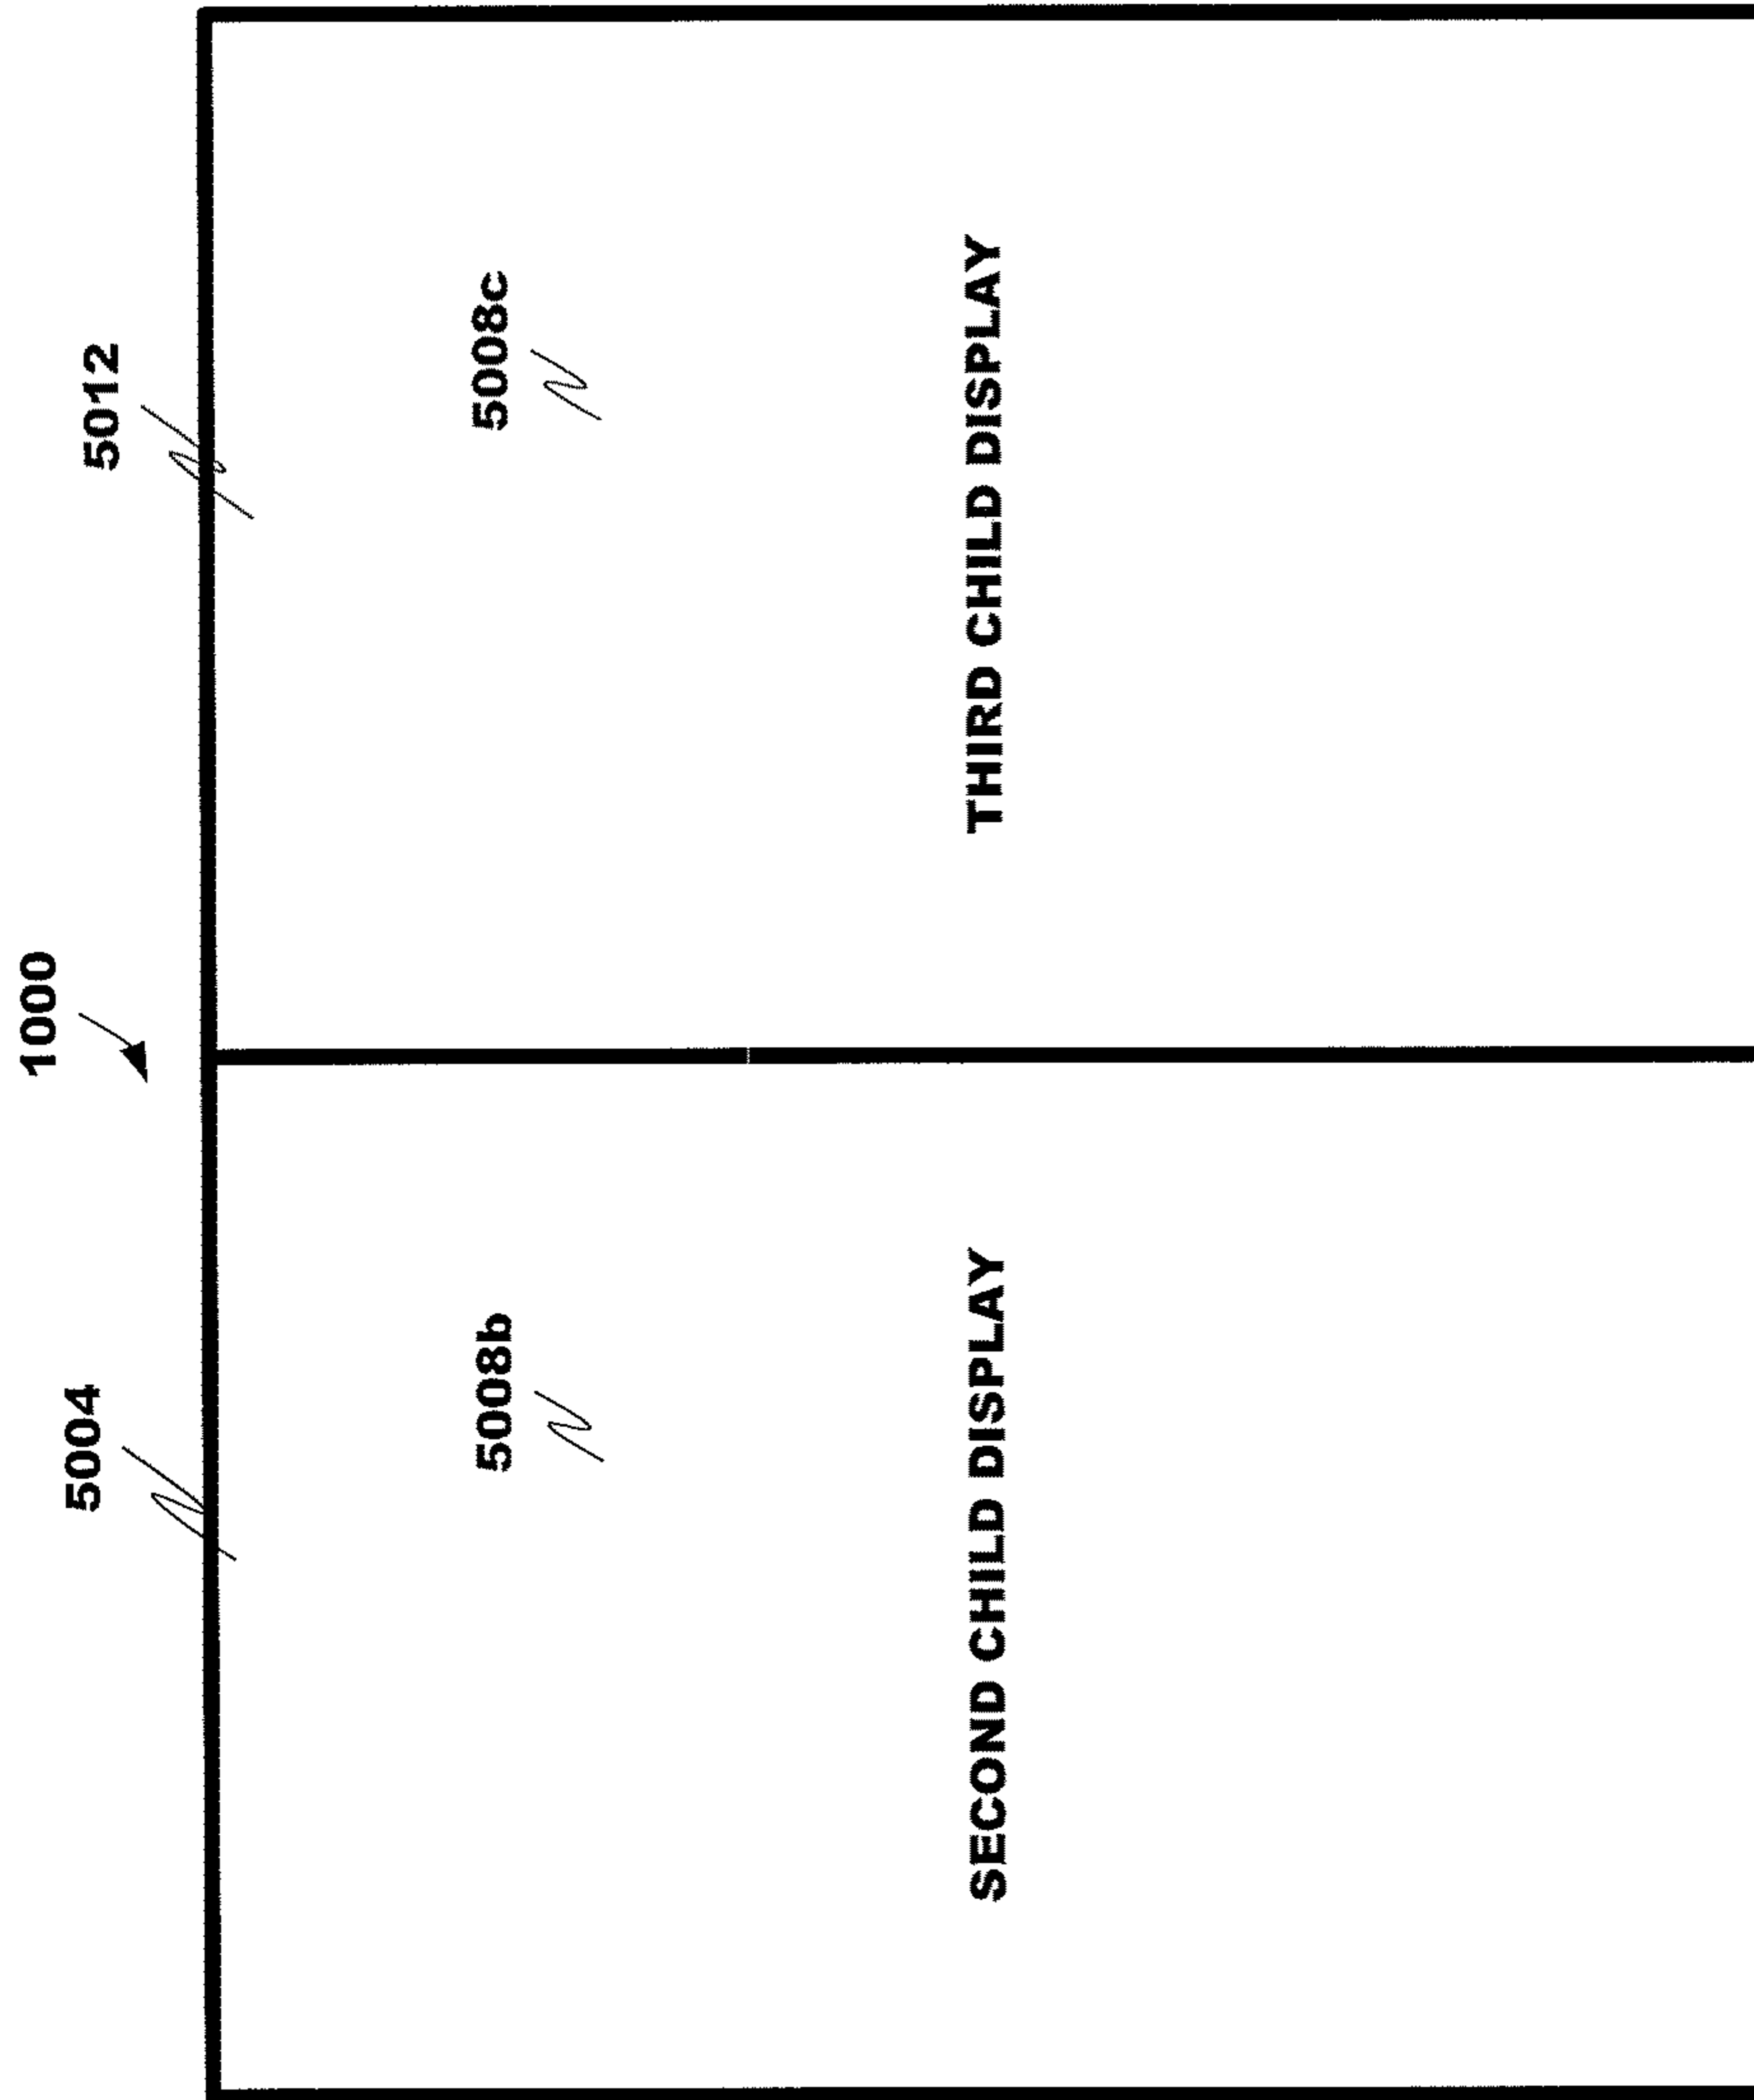 1000
5004
5012
5008b
5008c
SECOND CHILD DISPLAY
THIRD CHILD DISPLAY